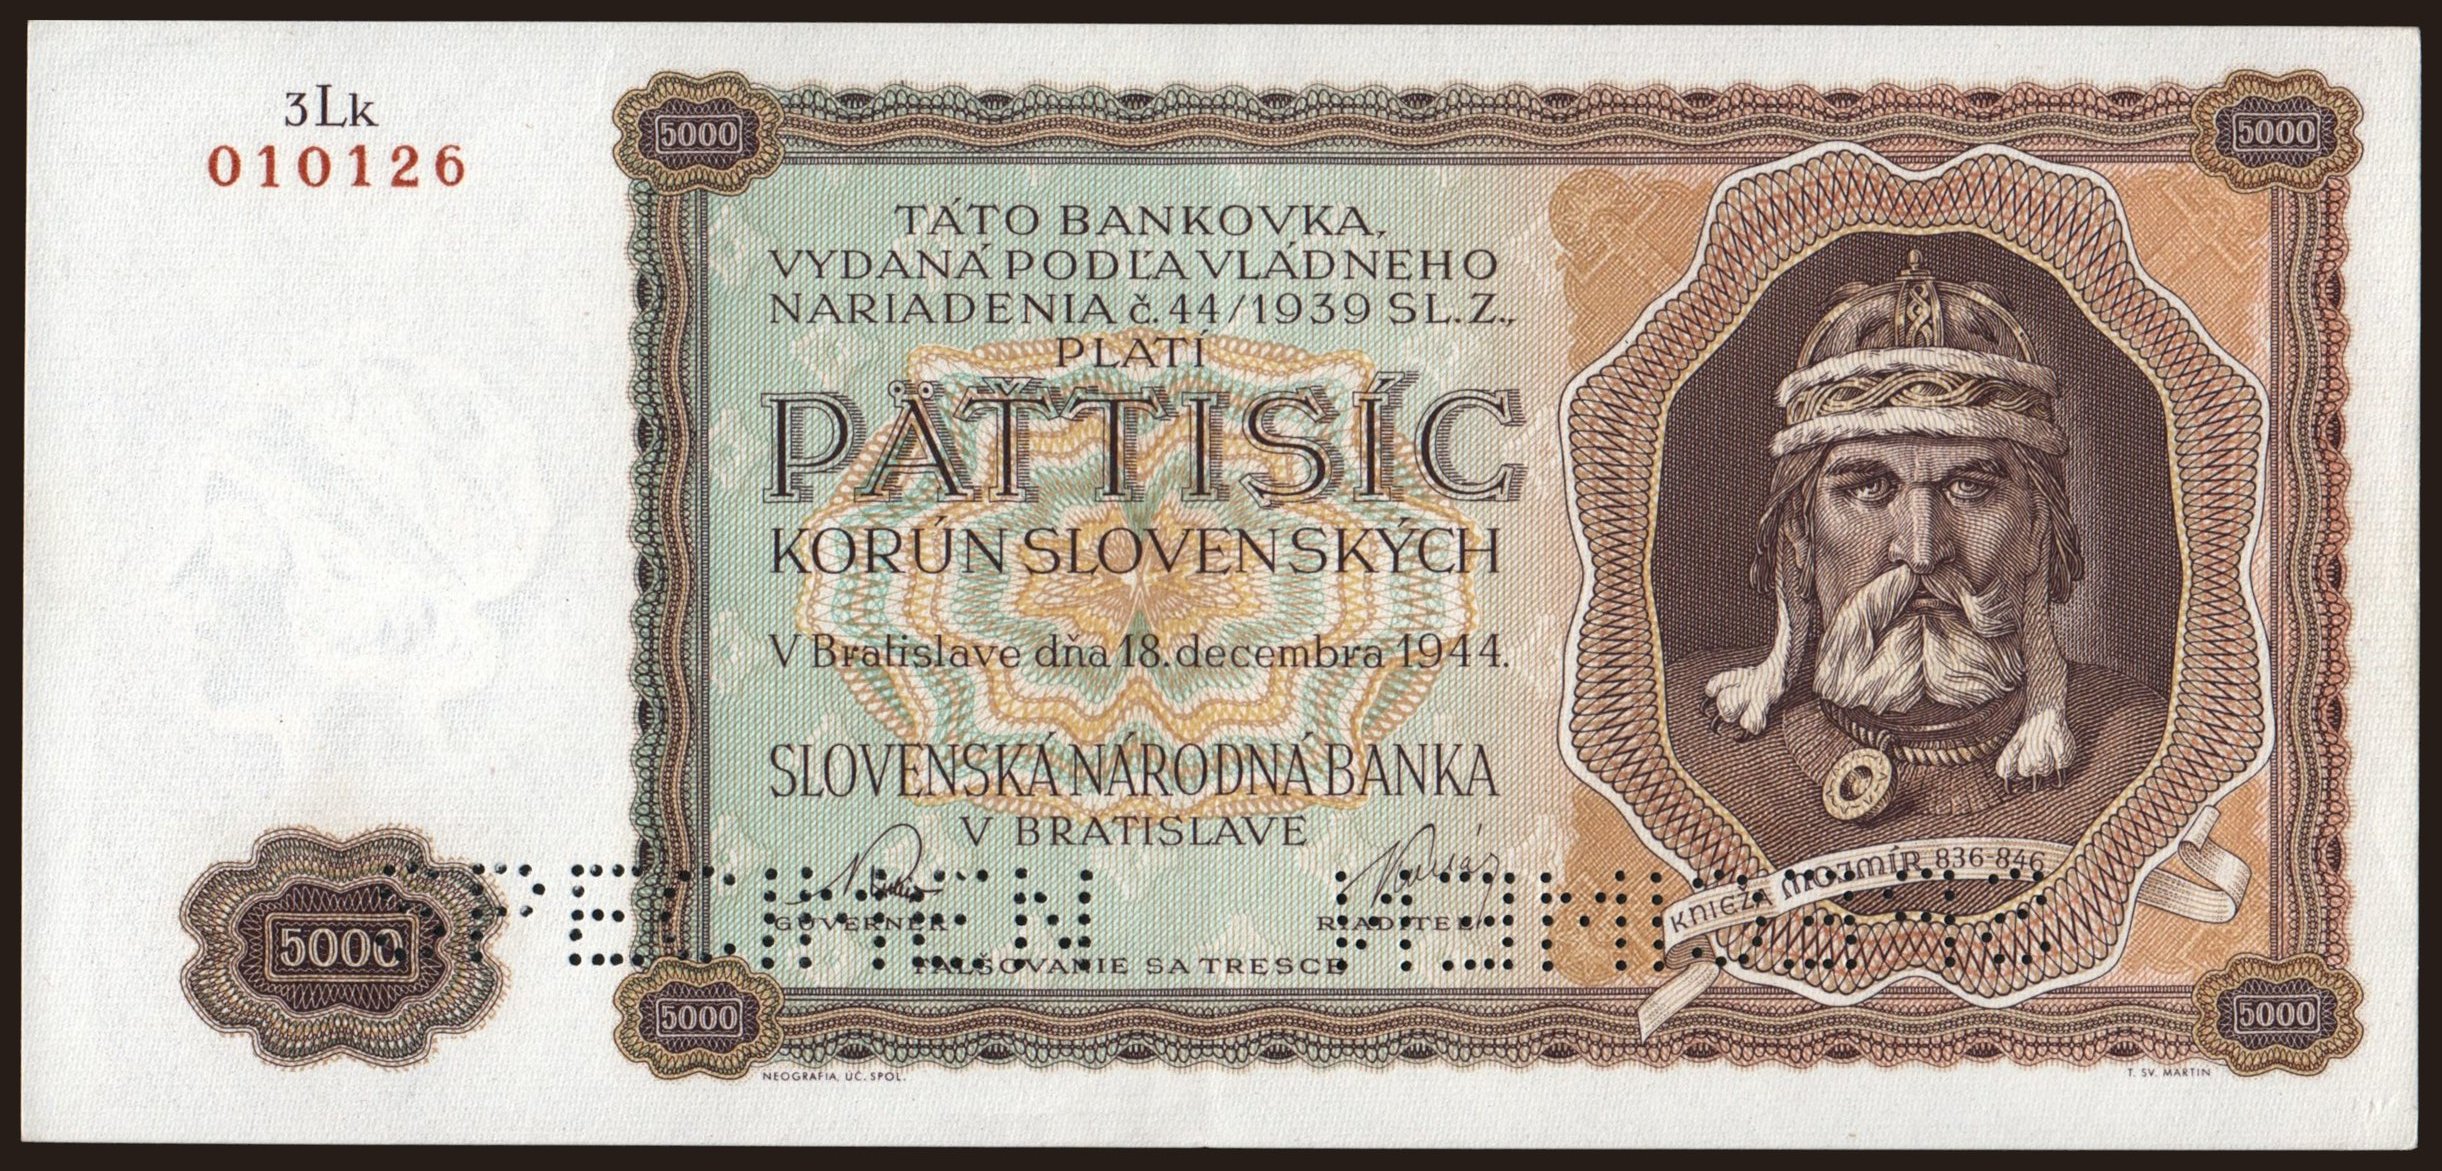 3Lk
010126
5000
5000
TÁTO BANKOVKA,
VYDANÁ PODĽA VLÁDNEHO
NARIADENIA č. 44/1939 SL. Z.,
PLATÍ
PÄŤTISÍC
KORÚN SLOVENSKÝCH
V Bratislave dňa 18. decembra 1944.
SLOVENSKÁ NÁRODNÁ BANKA
V BRATISLAVE
GUVERNÉR
RIADITEĽ
KNIEŽA MOJMÍR 836-846
SPECIMEN
SPECIMEN
FALŠOVANIE SA TRESCE
5000
5000
5000
NEOGRAFIA, ÚČ. SPOL.
T. SV. MARTIN